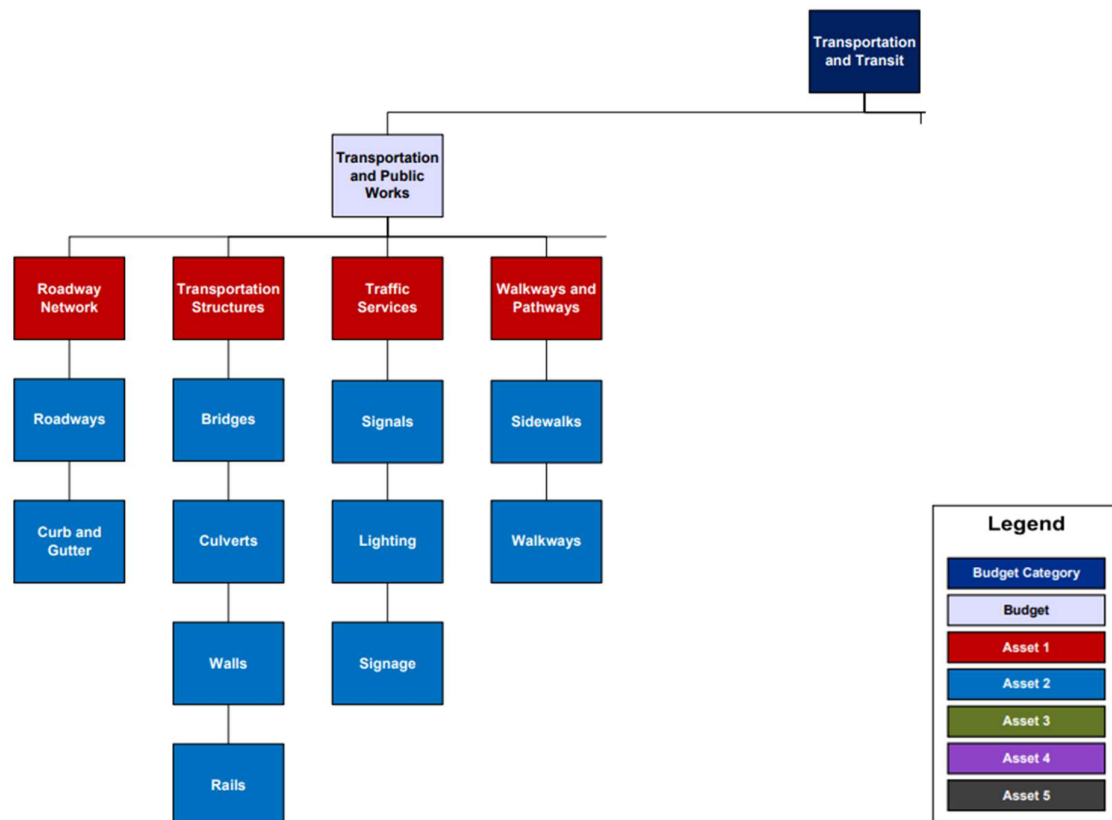 Transportation
and Transit
Transportation
and Public
Works
Roadway
Network
Transportation
Structures
Traffic
Services
Walkways and
Pathways
Roadways
Bridges
Signals
Sidewalks
Curb and
Gutter
Culverts
Lighting
Walkways
Walls
Signage
Rails
Legend
Budget Category
Budget
Asset 1
Asset 2
Asset 3
Asset 4
Asset 5